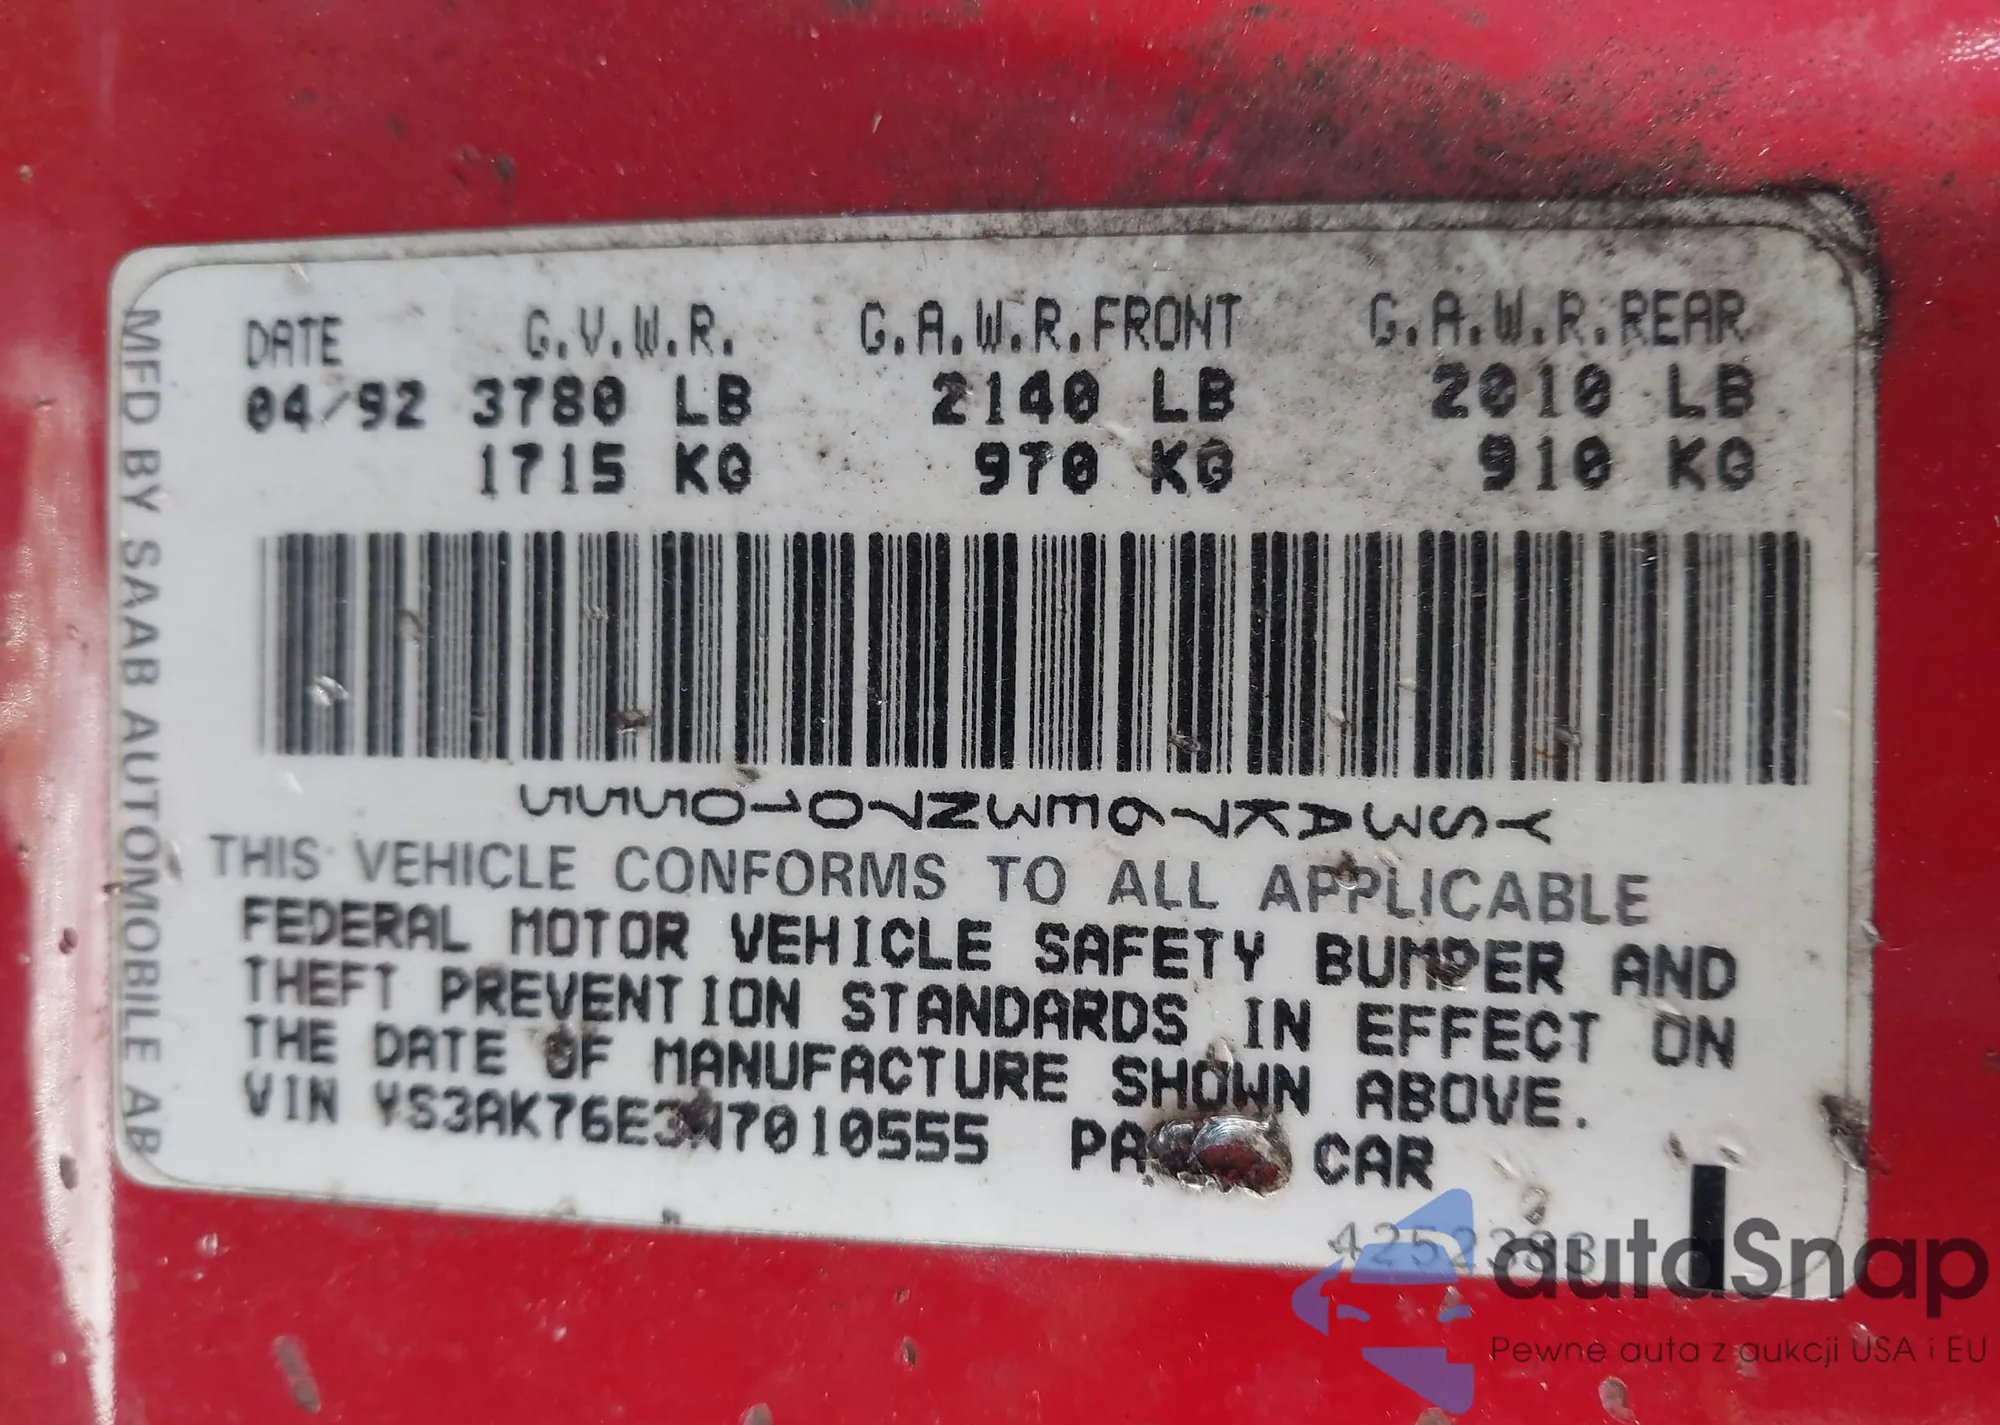 MFD BY SAAB AUTOMOBILE AB
DATE G.V.W.R. G.A.W.R.FRONT G.A.W.R.REAR
04/92 3780 LB 2140 LB 2010 LB
1715 KG 970 KG 910 KG
YS3AK76E3N7010555
THIS VEHICLE CONFORMS TO ALL APPLICABLE
FEDERAL MOTOR VEHICLE SAFETY BUMPER AND
THEFT PREVENTION STANDARDS IN EFFECT ON
THE DATE OF MANUFACTURE SHOWN ABOVE.
VIN YS3AK76E3N7010555 CAR
autoSnap
Pewne auta z aukcji USA i EU